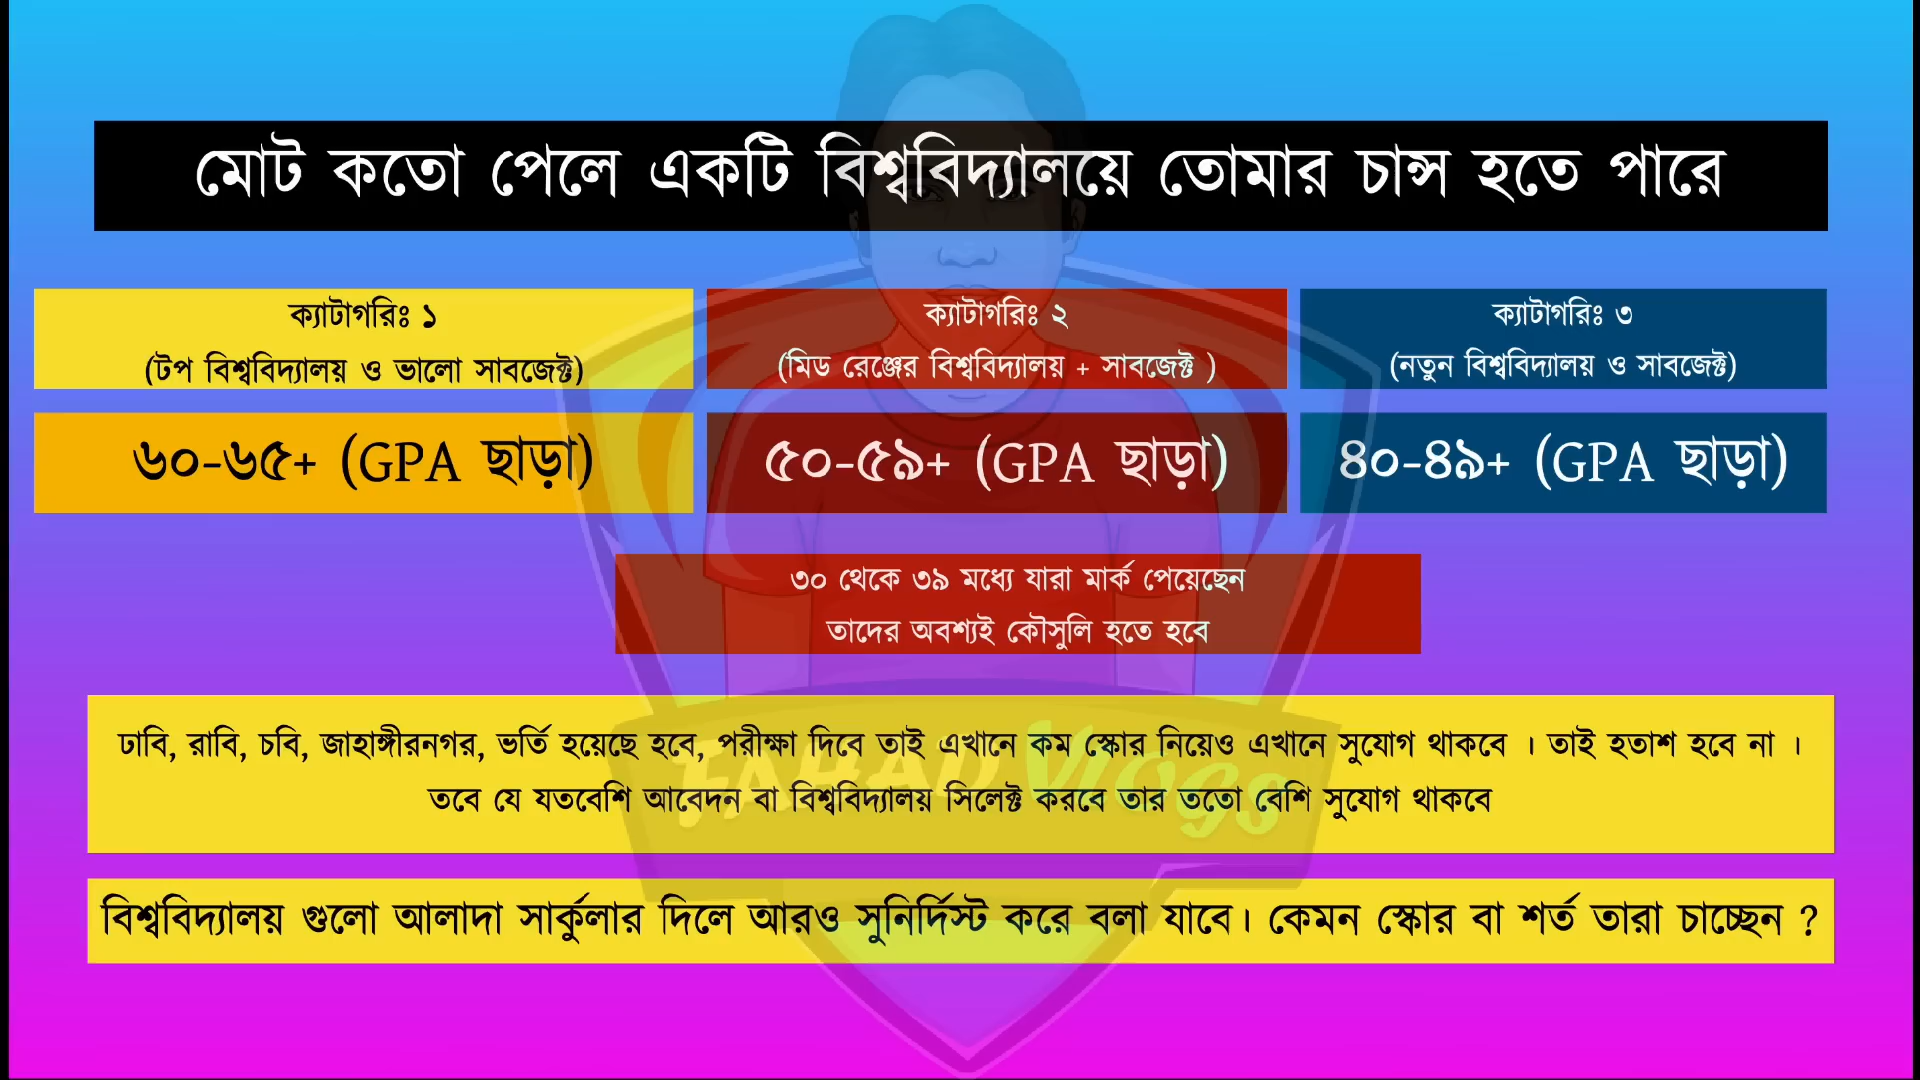 মোট কতো পেলে একটি বিশ্ববিদ্যালয়ে তোমার চান্স হতে পারে
ক্যাটাগরিঃ ১
(টপ বিশ্ববিদ্যালয় ও ভালো সাবজেক্ট)
৬০-৬৫+ (GPA ছাড়া)
ক্যাটাগরিঃ ২
(মিড রেঞ্জের বিশ্ববিদ্যালয় + সাবজেক্ট )
৫০-৫৯+ (GPA ছাড়া)
ক্যাটাগরিঃ ৩
(নতুন বিশ্ববিদ্যালয় ও সাবজেক্ট)
৪০-৪৯+ (GPA ছাড়া)
৩০ থেকে ৩৯ মধ্যে যারা মার্ক পেয়েছেন
তাদের অবশ্যই কৌসুলি হতে হবে
ঢাবি, রাবি, চবি, জাহাঙ্গীরনগর, ভর্তি হয়েছে হবে, পরীক্ষা দিবে তাই এখানে কম স্কোর নিয়েও এখানে সুযোগ থাকবে । তাই হতাশ হবে না ।
তবে যে যতবেশি আবেদন বা বিশ্ববিদ্যালয় সিলেক্ট করবে তার ততো বেশি সুযোগ থাকবে
FAHAD Vlogs
বিশ্ববিদ্যালয় গুলো আলাদা সার্কুলার দিলে আরও সুনির্দিস্ট করে বলা যাবে। কেমন স্কোর বা শর্ত তারা চাচ্ছেন ?